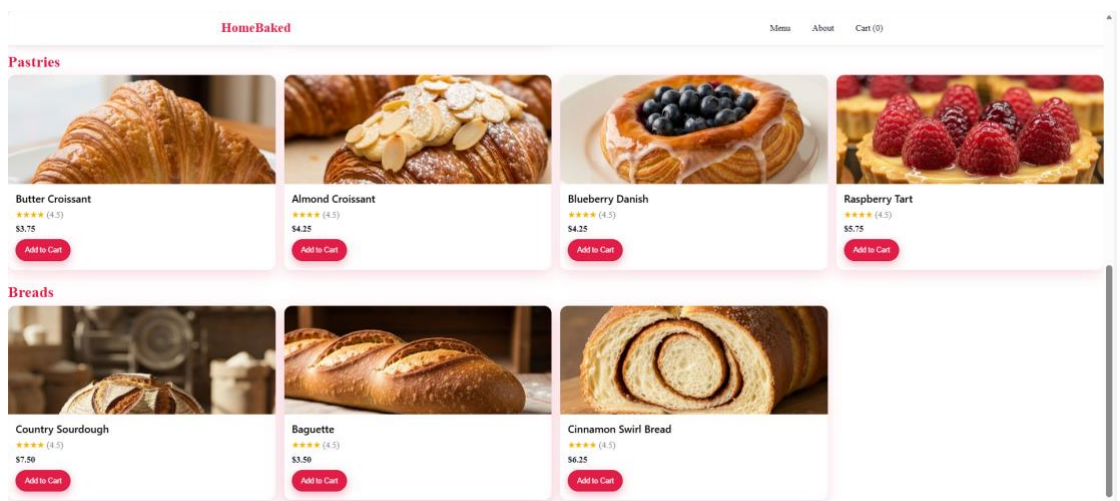 HomeBaked
Menu About Cart (0)
Pastries
Butter Croissant
★★★★ (4.5)
$3.75
Add to Cart
Almond Croissant
★★★★ (4.5)
$4.25
Add to Cart
Blueberry Danish
★★★★ (4.5)
$4.25
Add to Cart
Raspberry Tart
★★★★ (4.5)
$5.75
Add to Cart
Breads
Country Sourdough
★★★★ (4.5)
$7.50
Add to Cart
Baguette
★★★★ (4.5)
$3.50
Add to Cart
Cinnamon Swirl Bread
★★★★ (4.5)
$6.25
Add to Cart